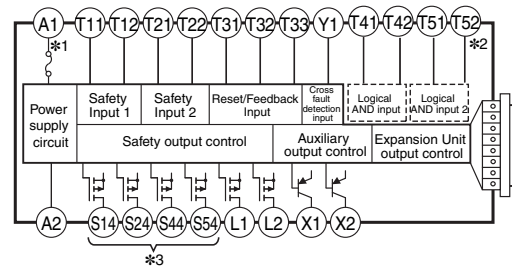 A1 T11 T12 T21 T22 T31 T32 T33 Y1 T41 T42 T51 T52
*1 *2
Power supply circuit
Safety Input 1
Safety Input 2
Reset/Feedback Input
Cross fault detection input
Logical AND input
Logical AND input 2
Safety output control
Auxiliary output control
Expansion Unit output control
A2 S14 S24 S44 S54 L1 L2 X1 X2
*3